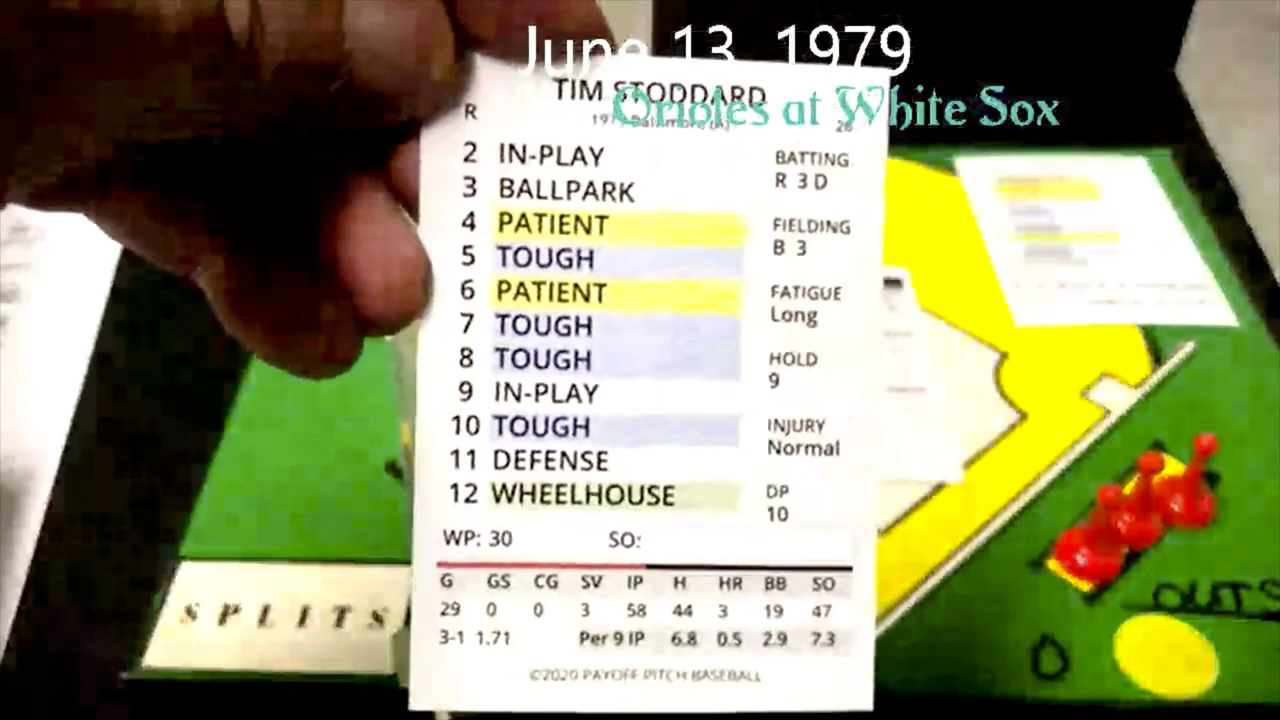 June 13, 1979
Orioles at White Sox
TIM STODDARD
R
1979 Baltimore (A) 26
2 IN-PLAY
3 BALLPARK
4 PATIENT
5 TOUGH
6 PATIENT
7 TOUGH
8 TOUGH
9 IN-PLAY
10 TOUGH
11 DEFENSE
12 WHEELHOUSE
BATTING
R 3 D
FIELDING
B 3
FATIGUE
Long
HOLD
9
INJURY
Normal
DP
10
WP: 30 SO:
G GS CG SV IP H HR BB SO
29 0 0 3 58 44 3 19 47
3-1 1.71 Per 9 IP 6.8 0.5 2.9 7.3
©2020 PAYOFF PITCH BASEBALL
SPLITS
OUTS
0